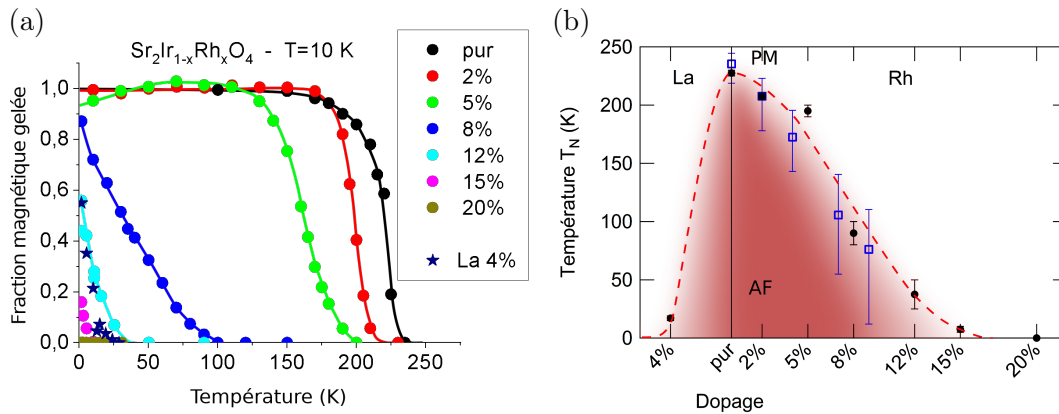 (a)
Sr₂Ir₁₋ₓRhₓO₄ - T=10 K
Fraction magnétique gelée
1,0
0,8
0,6
0,4
0,2
0,0
0 50 100 150 200 250
Température (K)
pur
2%
5%
8%
12%
15%
20%
La 4%
(b)
Température T_N (K)
250
200
150
100
50
0
La PM Rh
AF
4% pur 2% 5% 8% 12% 15% 20%
Dopage